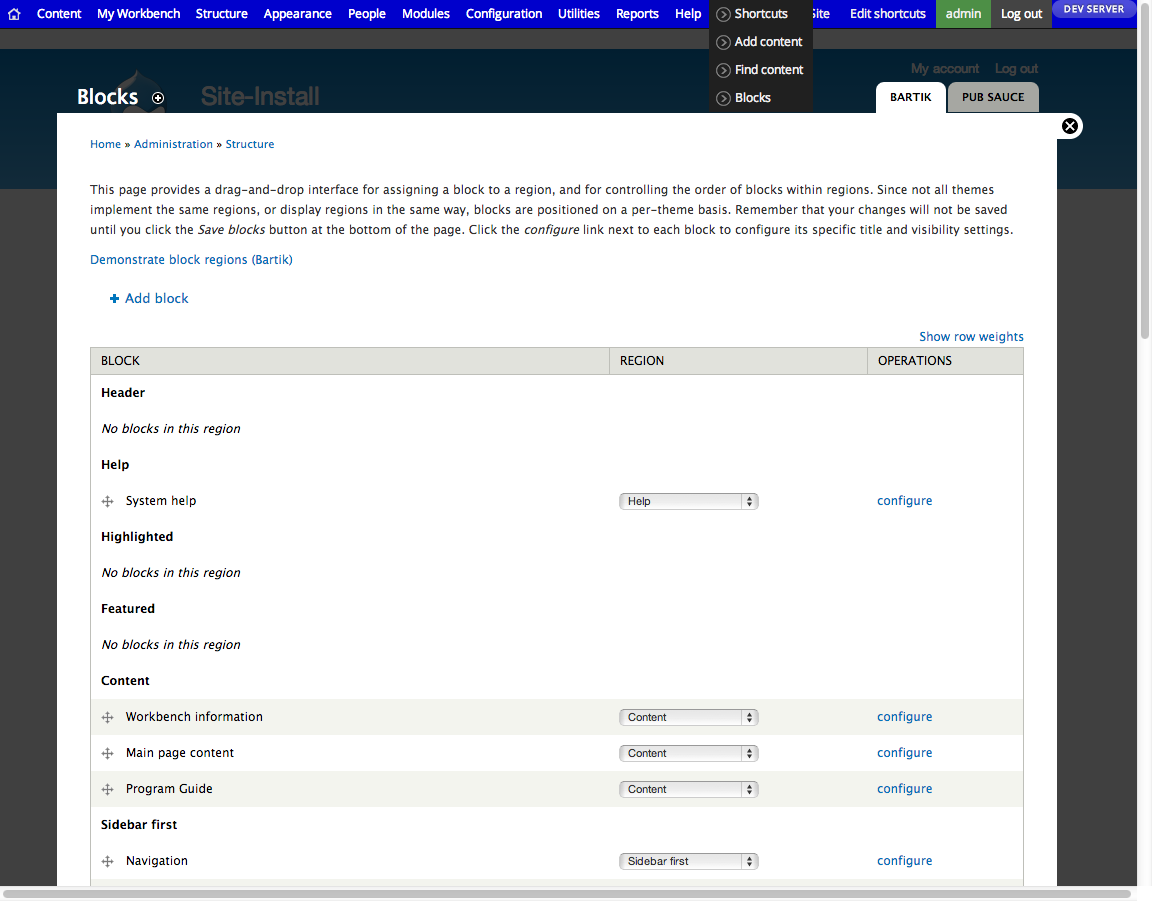 Content My Workbench Structure Appearance People Modules Configuration Utilities Reports Help Shortcuts Site Edit shortcuts admin Log out DEV SERVER
Add content
Find content
Blocks
My account Log out
Blocks Site-Install
BARTIK PUB SAUCE
Home » Administration » Structure
This page provides a drag-and-drop interface for assigning a block to a region, and for controlling the order of blocks within regions. Since not all themes
implement the same regions, or display regions in the same way, blocks are positioned on a per-theme basis. Remember that your changes will not be saved
until you click the Save blocks button at the bottom of the page. Click the configure link next to each block to configure its specific title and visibility settings.
Demonstrate block regions (Bartik)
Add block
Show row weights
BLOCK REGION OPERATIONS
Header
No blocks in this region
Help
System help Help configure
Highlighted
No blocks in this region
Featured
No blocks in this region
Content
Workbench information Content configure
Main page content Content configure
Program Guide Content configure
Sidebar first
Navigation Sidebar first configure